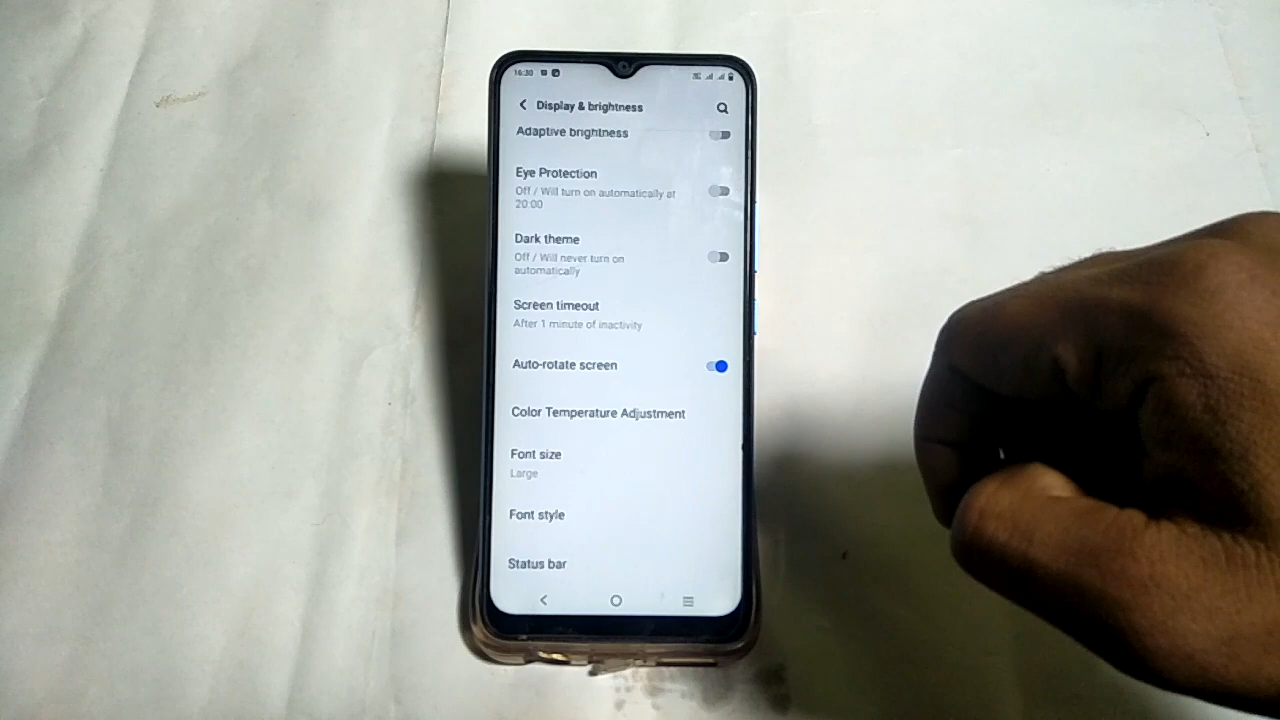 16:30
Display & brightness
Adaptive brightness
Eye Protection
Off / Will turn on automatically at
20:00
Dark theme
Off / Will never turn on
automatically
Screen timeout
After 1 minute of inactivity
Auto-rotate screen
Color Temperature Adjustment
Font size
Large
Font style
Status bar